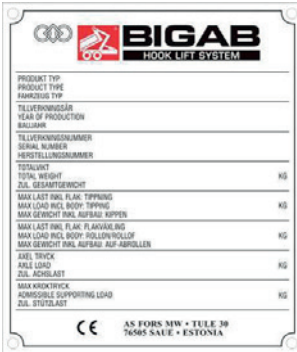 BIGAB
HOOK LIFT SYSTEM
PRODUKT TYP
PRODUCT TYPE
FAHRZEUG TYP
TILLVERKNINGSÅR
YEAR OF PRODUCTION
BAUJAHR
TILLVERKNINGSNUMMER
SERIAL NUMBER
HERSTELLUNGSNUMMER
TOTALVIKT
TOTAL WEIGHT KG
ZUL. GESAMTGEWICHT
MAX LAST INKL FLAK: TIPPNING
MAX LOAD INCL BODY: TIPPING KG
MAX GEWICHT INKL AUFBAU: KIPPEN
MAX LAST INKL FLAK: FLAKVÄXLING
MAX LOAD INCL BODY: ROLLON/ROLLOF KG
MAX GEWICHT INKL AUFBAU: AUF-ABROLLEN
AXEL TRYCK
AXLE LOAD KG
ZUL. ACHSLAST
MAX KROKTRYCK
ADMISSIBLE SUPPORTING LOAD KG
ZUL. STÜTZLAST
CE AS FORS MW • TULE 30
76505 SAUE • ESTONIA